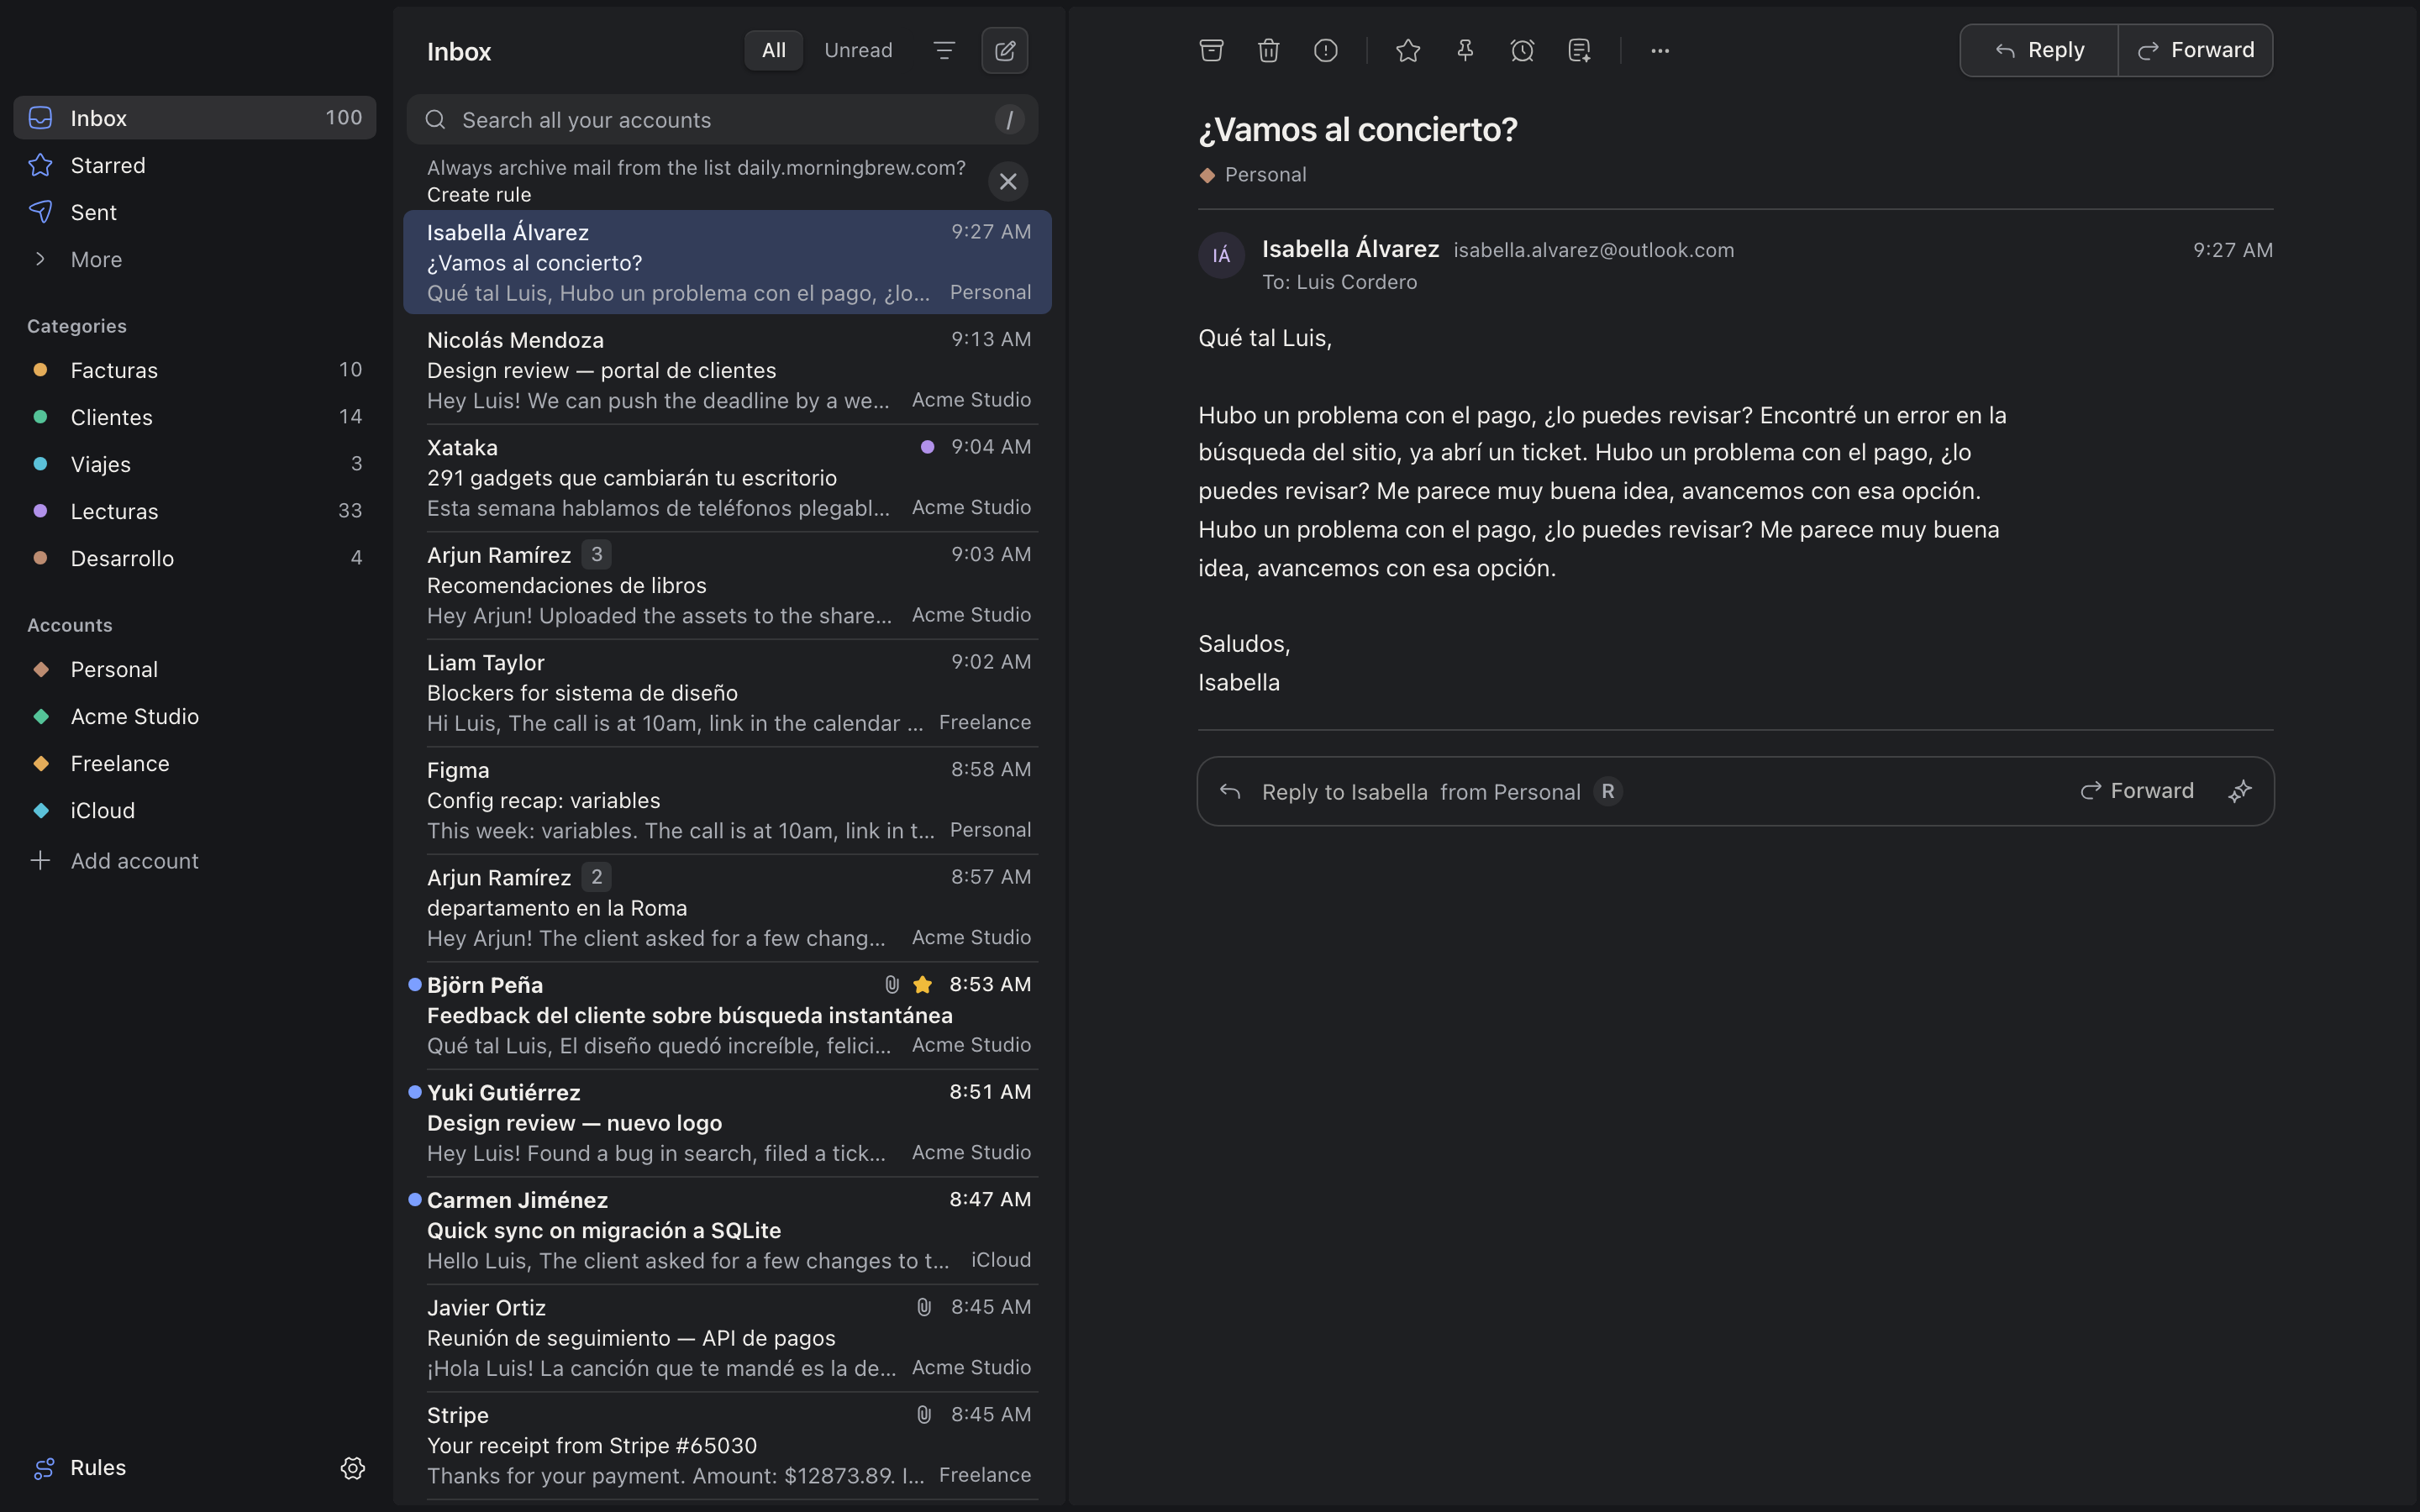 Inbox 100
Starred
Sent
More
Categories
Facturas 10
Clientes 14
Viajes 3
Lecturas 33
Desarrollo 4
Accounts
Personal
Acme Studio
Freelance
iCloud
Add account
Rules
Inbox All Unread
Search all your accounts /
Always archive mail from the list daily.morningbrew.com?
Create rule
Isabella Álvarez 9:27 AM
¿Vamos al concierto?
Qué tal Luis, Hubo un problema con el pago, ¿lo... Personal
Nicolás Mendoza 9:13 AM
Design review — portal de clientes
Hey Luis! We can push the deadline by a we... Acme Studio
Xataka 9:04 AM
291 gadgets que cambiarán tu escritorio
Esta semana hablamos de teléfonos plegabl... Acme Studio
Arjun Ramírez 3 9:03 AM
Recomendaciones de libros
Hey Arjun! Uploaded the assets to the share... Acme Studio
Liam Taylor 9:02 AM
Blockers for sistema de diseño
Hi Luis, The call is at 10am, link in the calendar ... Freelance
Figma 8:58 AM
Config recap: variables
This week: variables. The call is at 10am, link in t... Personal
Arjun Ramírez 2 8:57 AM
departamento en la Roma
Hey Arjun! The client asked for a few chang... Acme Studio
Björn Peña 8:53 AM
Feedback del cliente sobre búsqueda instantánea
Qué tal Luis, El diseño quedó increíble, felici... Acme Studio
Yuki Gutiérrez 8:51 AM
Design review — nuevo logo
Hey Luis! Found a bug in search, filed a tick... Acme Studio
Carmen Jiménez 8:47 AM
Quick sync on migración a SQLite
Hello Luis, The client asked for a few changes to t... iCloud
Javier Ortiz 8:45 AM
Reunión de seguimiento — API de pagos
¡Hola Luis! La canción que te mandé es la de... Acme Studio
Stripe 8:45 AM
Your receipt from Stripe #65030
Thanks for your payment. Amount: $12873.89. I... Freelance
Reply Forward
¿Vamos al concierto?
Personal
IÁ Isabella Álvarez isabella.alvarez@outlook.com 9:27 AM
To: Luis Cordero
Qué tal Luis,
Hubo un problema con el pago, ¿lo puedes revisar? Encontré un error en la
búsqueda del sitio, ya abrí un ticket. Hubo un problema con el pago, ¿lo
puedes revisar? Me parece muy buena idea, avancemos con esa opción.
Hubo un problema con el pago, ¿lo puedes revisar? Me parece muy buena
idea, avancemos con esa opción.
Saludos,
Isabella
Reply to Isabella from Personal R Forward